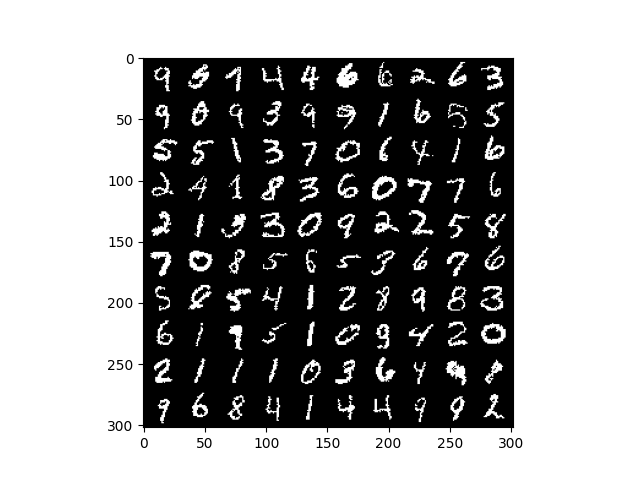 0
9 5 7 4 4 6 6 2 6 3
50
9 0 9 3 9 9 1 6 5 5
5 5 1 3 7 0 6 4 1 6
100
2 4 1 8 3 6 0 7 7 6
2 1 3 3 0 9 2 2 5 8
150
7 0 8 5 6 5 3 6 7 6
200
5 0 5 4 1 2 8 9 8 3
6 1 9 5 1 0 9 4 2 0
250
2 1 1 1 0 3 6 4 8
9 6 8 4 1 4 4 9 9 2
300
0 50 100 150 200 250 300